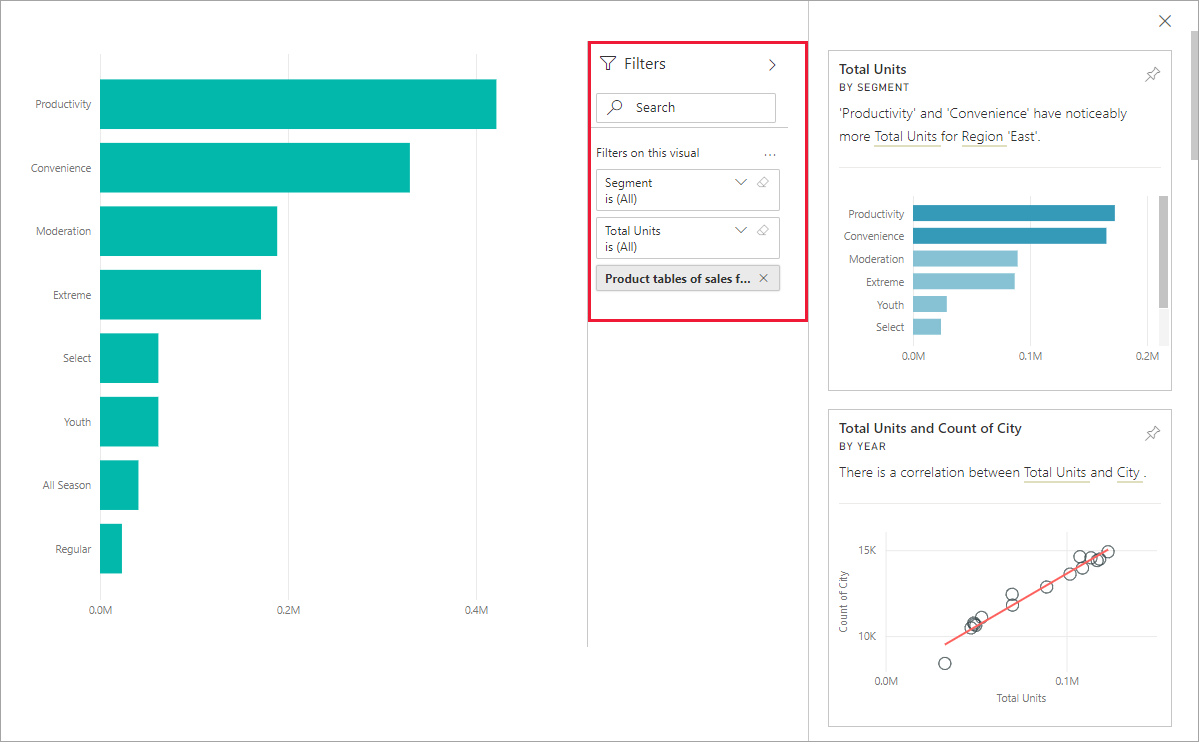 Productivity
Convenience
Moderation
Extreme
Select
Youth
All Season
Regular
0.0M
0.2M
0.4M
Filters
Search
Filters on this visual
...
Segment
is (All)
Total Units
is (All)
Product tables of sales f...
Total Units
BY SEGMENT
'Productivity' and 'Convenience' have noticeably
more Total Units for Region 'East'.
Productivity
Convenience
Moderation
Extreme
Youth
Select
0.0M
0.1M
0.2M
Total Units and Count of City
BY YEAR
There is a correlation between Total Units and City .
15K
10K
Count of City
0.0M
0.1M
Total Units